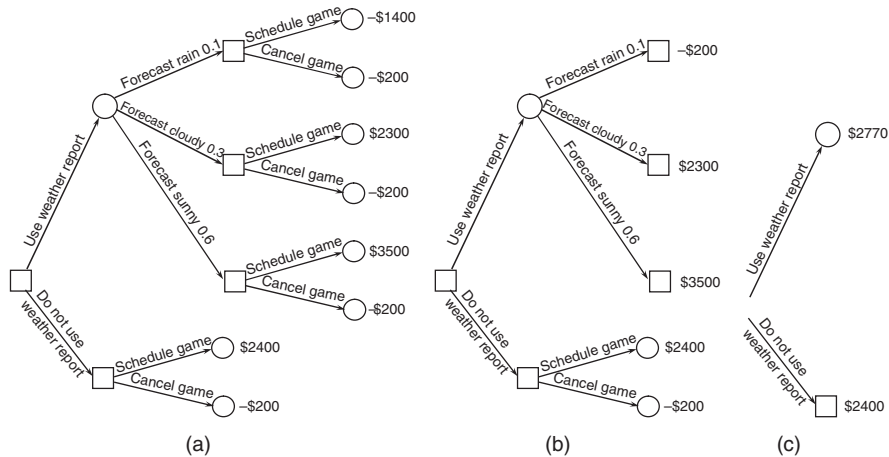 Schedule game
–$1400
Forecast rain 0.1
Cancel game
–$200
Forecast cloudy 0.3
Schedule game
$2300
Cancel game
–$200
Use weather report
Forecast sunny 0.6
Schedule game
$3500
Cancel game
–$200
Do not use
weather report
Schedule game
$2400
Cancel game
–$200
(a)
Forecast rain 0.1
–$200
Forecast cloudy 0.3
$2300
Use weather report
Forecast sunny 0.6
$3500
Do not use
weather report
Schedule game
$2400
Cancel game
–$200
(b)
$2770
Use weather report
Do not use
weather report
$2400
(c)